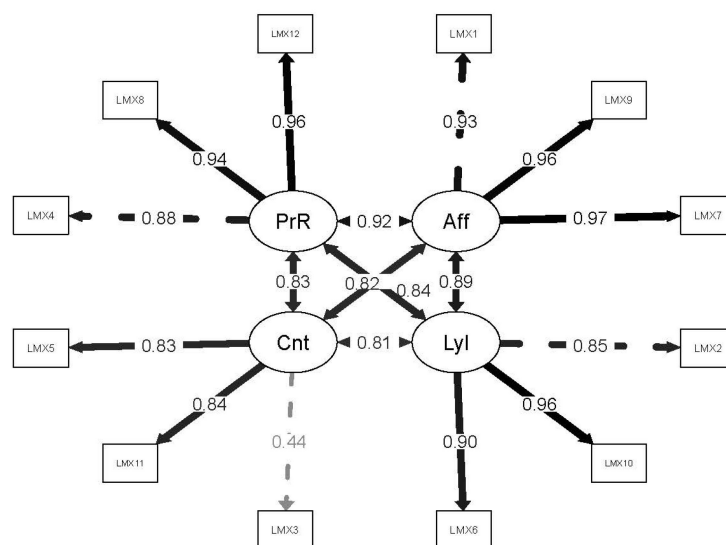 LMX12
LMX1
LMX8
LMX9
0.96
0.93
0.94
0.96
LMX4
0.88
PrR
0.92
Aff
0.97
LMX7
0.83
0.82
0.84
0.89
LMX5
0.83
Cnt
0.81
Lyl
0.85
LMX2
0.84
0.96
0.44
0.90
LMX11
LMX10
LMX3
LMX6